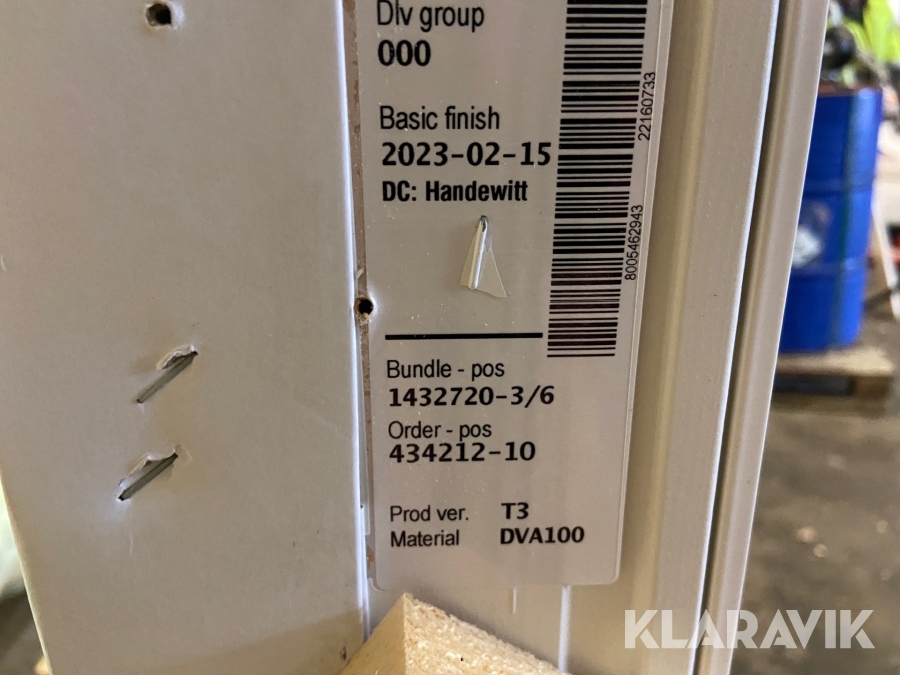 Dlv group
000
Basic finish
2023-02-15
DC: Handewitt
22160733
8005462943
Bundle - pos
1432720-3/6
Order - pos
434212-10
Prod ver. T3
Material DVA100
KLARAVIK